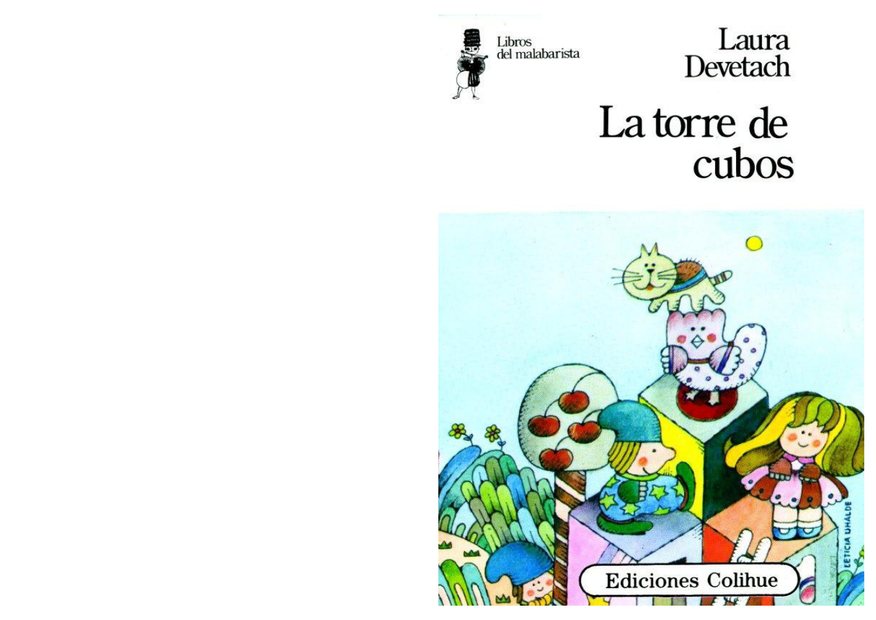 Libros
del malabarista
Laura
Devetach
La torre de
cubos
LETICIA UHALDE
Ediciones Colihue